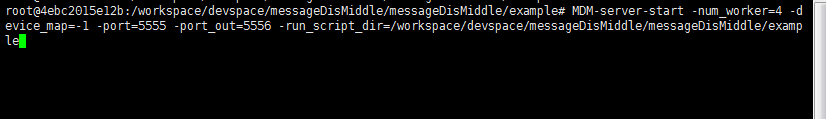 root@4ebc2015e12b:/workspace/devspace/messageDisMiddle/messageDisMiddle/example# MDM-server-start -num_worker=4 -d
evice_map=-1 -port=5555 -port_out=5556 -run_script_dir=/workspace/devspace/messageDisMiddle/messageDisMiddle/examp
le